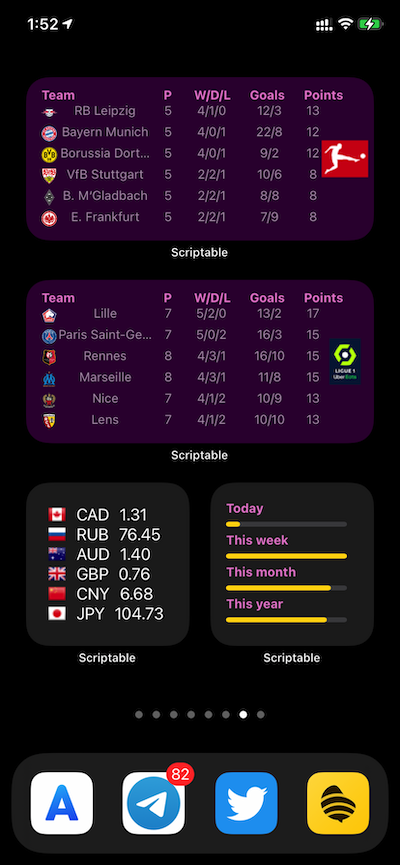 1:52
Team P W/D/L Goals Points
RB Leipzig 5 4/1/0 12/3 13
Bayern Munich 5 4/0/1 22/8 12
Borussia Dort... 5 4/0/1 9/2 12
VfB Stuttgart 5 2/2/1 10/6 8
B. M'Gladbach 5 2/2/1 8/8 8
E. Frankfurt 5 2/2/1 7/9 8
Scriptable
Team P W/D/L Goals Points
Lille 7 5/2/0 13/2 17
Paris Saint-Ge... 7 5/0/2 16/3 15
Rennes 8 4/3/1 16/10 15
Marseille 8 4/3/1 11/8 15
Nice 7 4/1/2 10/9 13
Lens 7 4/1/2 10/10 13
LIGUE 1
Uber Eats
Scriptable
CAD 1.31
RUB 76.45
AUD 1.40
GBP 0.76
CNY 6.68
JPY 104.73
Scriptable
Today
This week
This month
This year
Scriptable
82